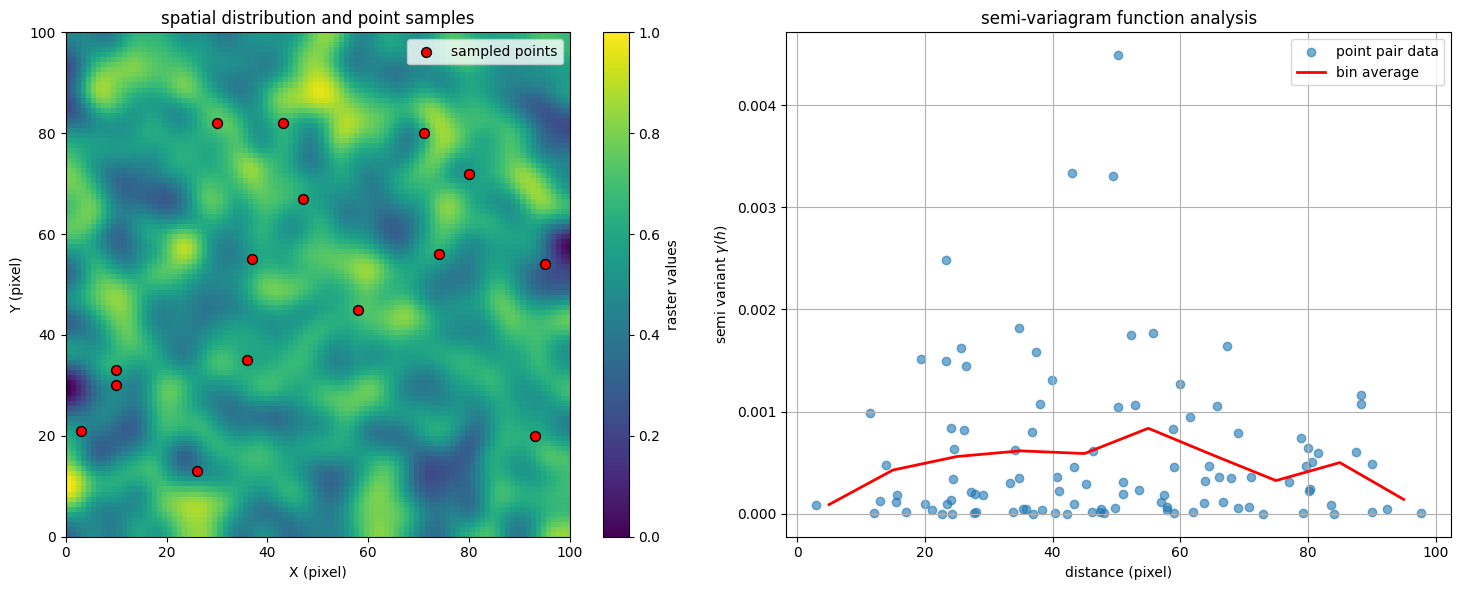 spatial distribution and point samples
sampled points
100
80
60
40
20
0
Y (pixel)
0 20 40 60 80 100
X (pixel)
1.0
0.8
0.6
0.4
0.2
0.0
raster values
semi-variagram function analysis
point pair data
bin average
0.004
0.003
0.002
0.001
0.000
semi variant γ(h)
0 20 40 60 80 100
distance (pixel)